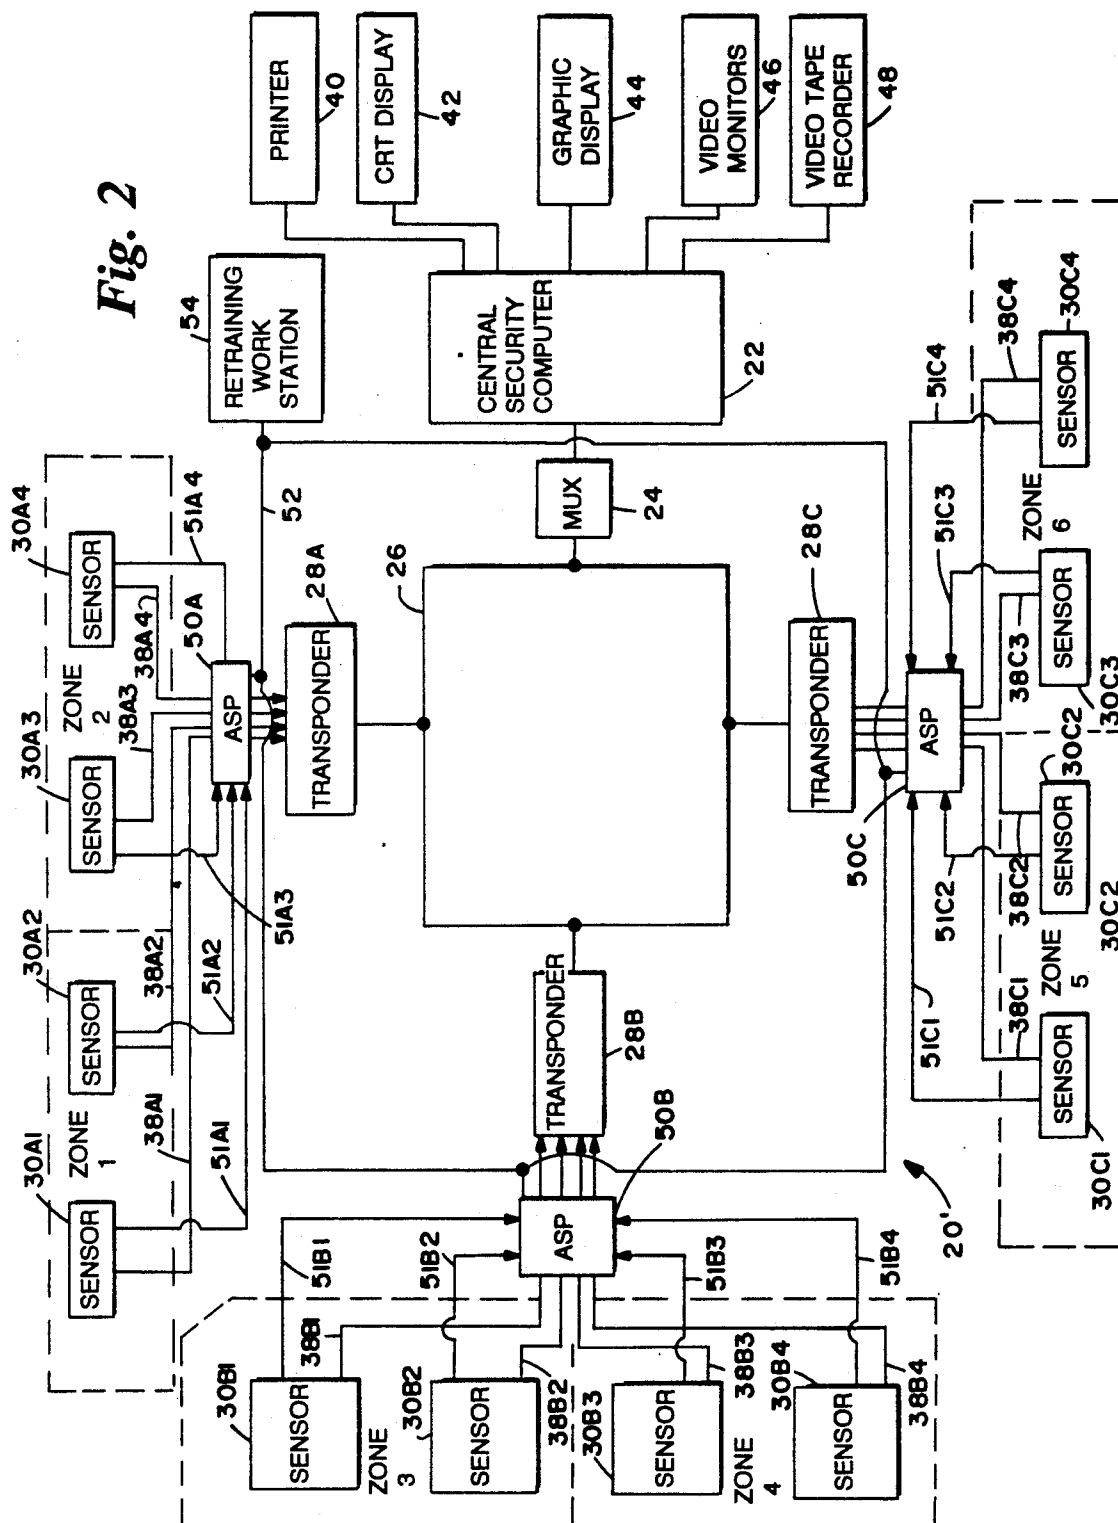 Fig. 2
PRINTER
40
CRT DISPLAY
42
GRAPHIC
DISPLAY
44
VIDEO
MONITORS
46
VIDEO TAPE
RECORDER
48
54
RETRAINING
WORK
STATION
CENTRAL
SECURITY
COMPUTER
22
52
MUX
24
26
30A1
SENSOR
ZONE
1
30A2
SENSOR
30A3
SENSOR
ZONE
2
30A4
SENSOR
38A1
51A1
38A2
51A2
51A3
38A3
38A4
51A4
50A
ASP
28A
TRANSPONDER
TRANSPONDER
28B
TRANSPONDER
28C
50B
ASP
51B1
38B1
51B2
38B2
51B3
38B3
51B4
38B4
30B1
SENSOR
ZONE
3
30B2
SENSOR
30B3
SENSOR
ZONE
4
30B4
SENSOR
20'
50C
ASP
51C1
38C1
51C2
38C2
51C3
38C3
51C4
38C4
SENSOR
30C1
ZONE
5
30C2
SENSOR
30C2
ZONE
6
SENSOR
30C3
30C4
SENSOR